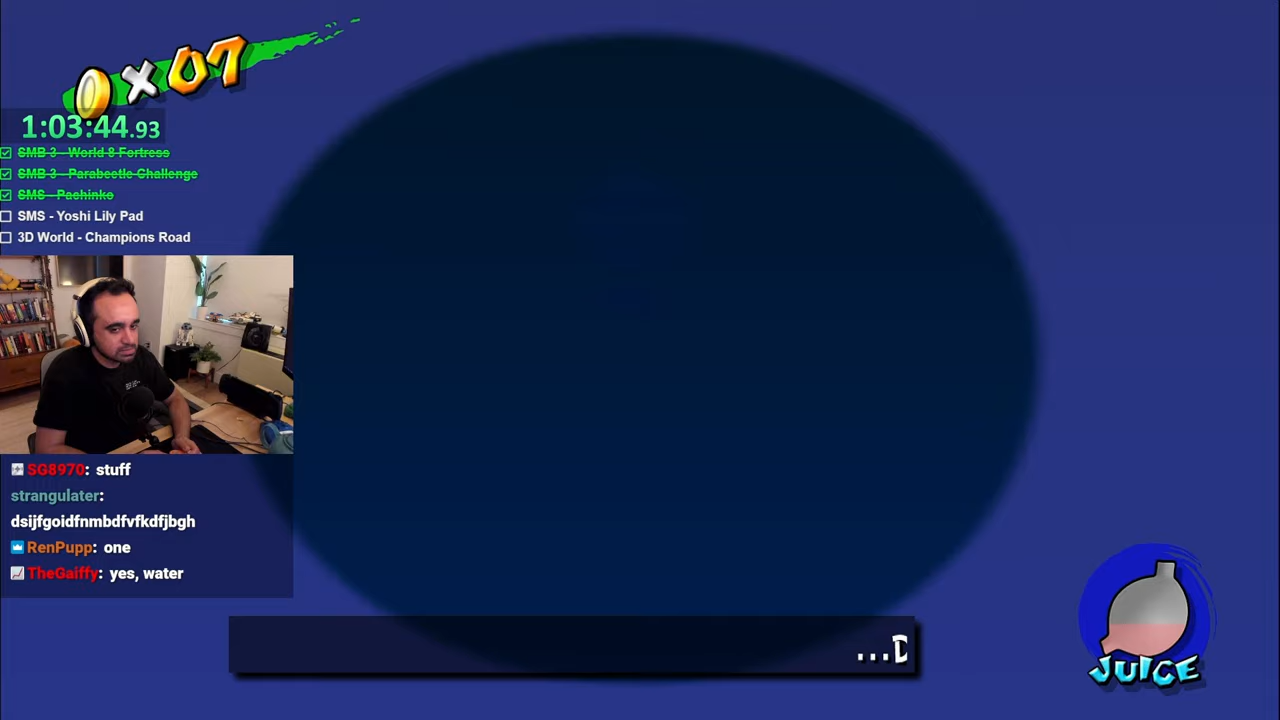 0×07
1:03:44.93
SMB 3 - World 8 Fortress
SMB 3 - Parabeetle Challenge
SMS - Pachinko
SMS - Yoshi Lily Pad
3D World - Champions Road
SG8970: stuff
strangulater:
dsijfgoidfnmbdfvfkdfjbgh
RenPupp: one
TheGaiffy: yes, water
...D
JUICE